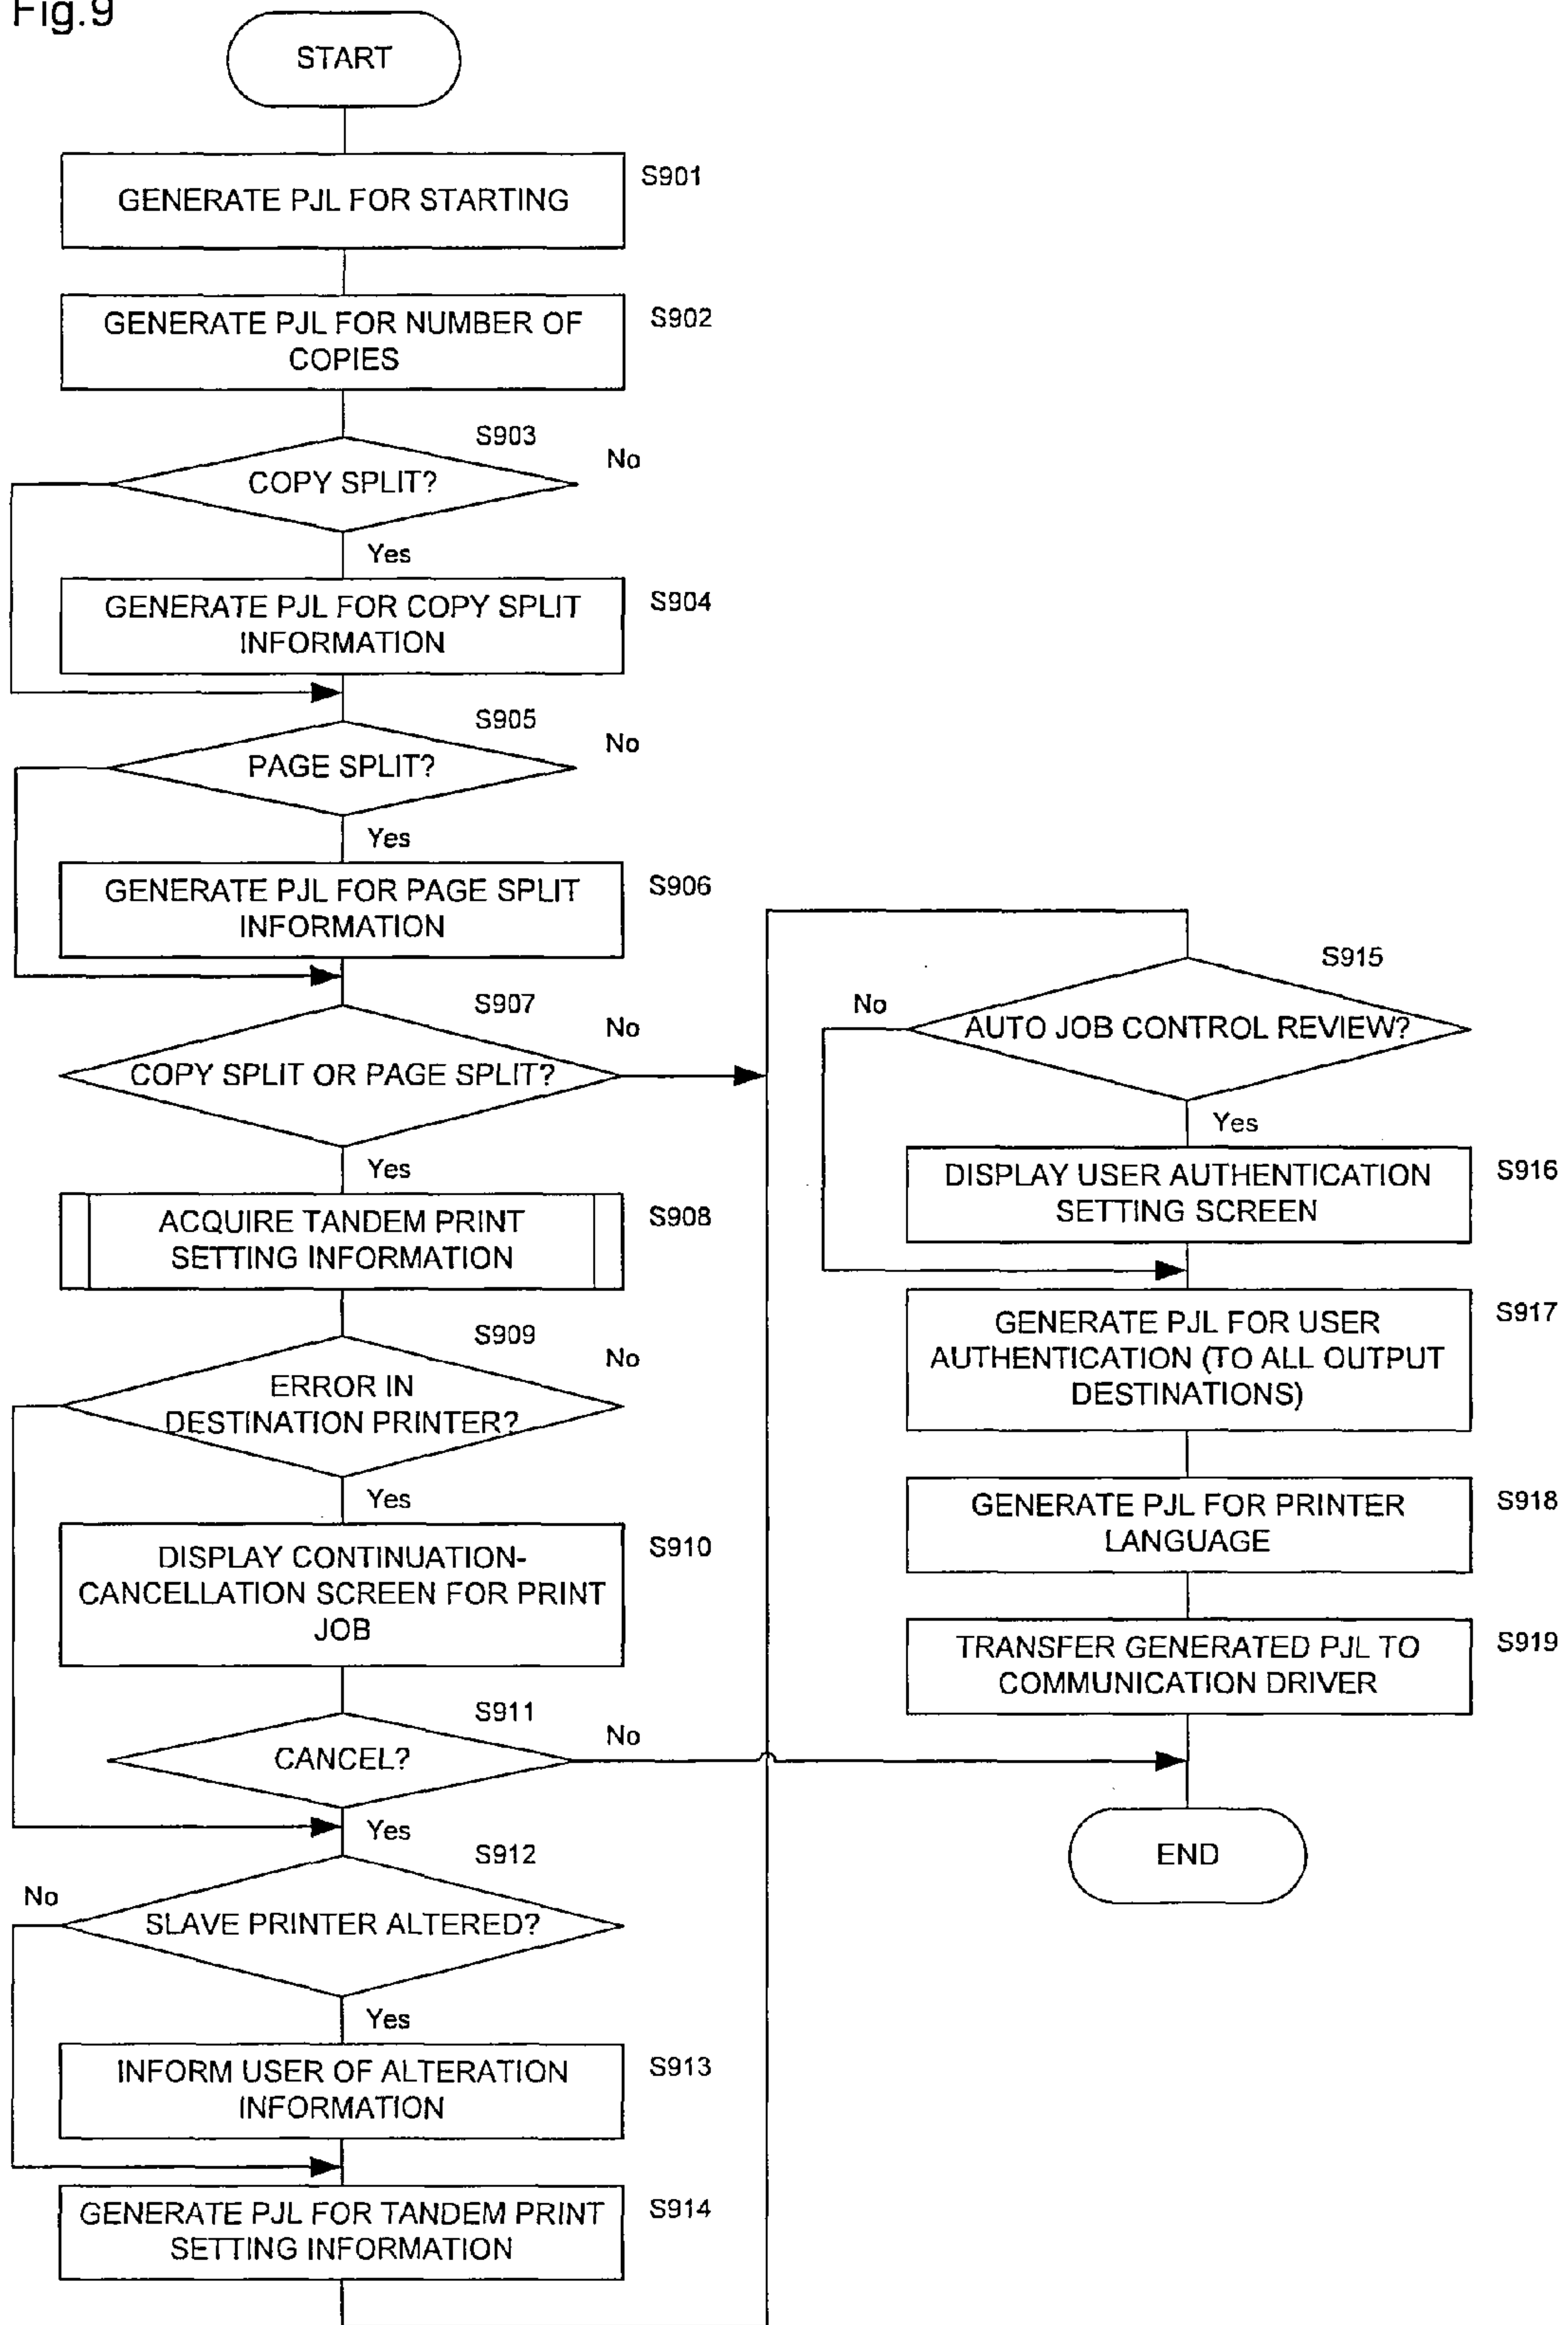 Fig.9
START
GENERATE PJL FOR STARTING
S901
GENERATE PJL FOR NUMBER OF
COPIES
S902
COPY SPLIT?
S903
No
Yes
GENERATE PJL FOR COPY SPLIT
INFORMATION
S904
PAGE SPLIT?
S905
No
Yes
GENERATE PJL FOR PAGE SPLIT
INFORMATION
S906
COPY SPLIT OR PAGE SPLIT?
S907
No
Yes
ACQUIRE TANDEM PRINT
SETTING INFORMATION
S908
ERROR IN
DESTINATION PRINTER?
S909
No
Yes
DISPLAY CONTINUATION-
CANCELLATION SCREEN FOR PRINT
JOB
S910
CANCEL?
S911
No
Yes
SLAVE PRINTER ALTERED?
S912
No
Yes
INFORM USER OF ALTERATION
INFORMATION
S913
GENERATE PJL FOR TANDEM PRINT
SETTING INFORMATION
S914
AUTO JOB CONTROL REVIEW?
S915
No
Yes
DISPLAY USER AUTHENTICATION
SETTING SCREEN
S916
GENERATE PJL FOR USER
AUTHENTICATION (TO ALL OUTPUT
DESTINATIONS)
S917
GENERATE PJL FOR PRINTER
LANGUAGE
S918
TRANSFER GENERATED PJL TO
COMMUNICATION DRIVER
S919
END